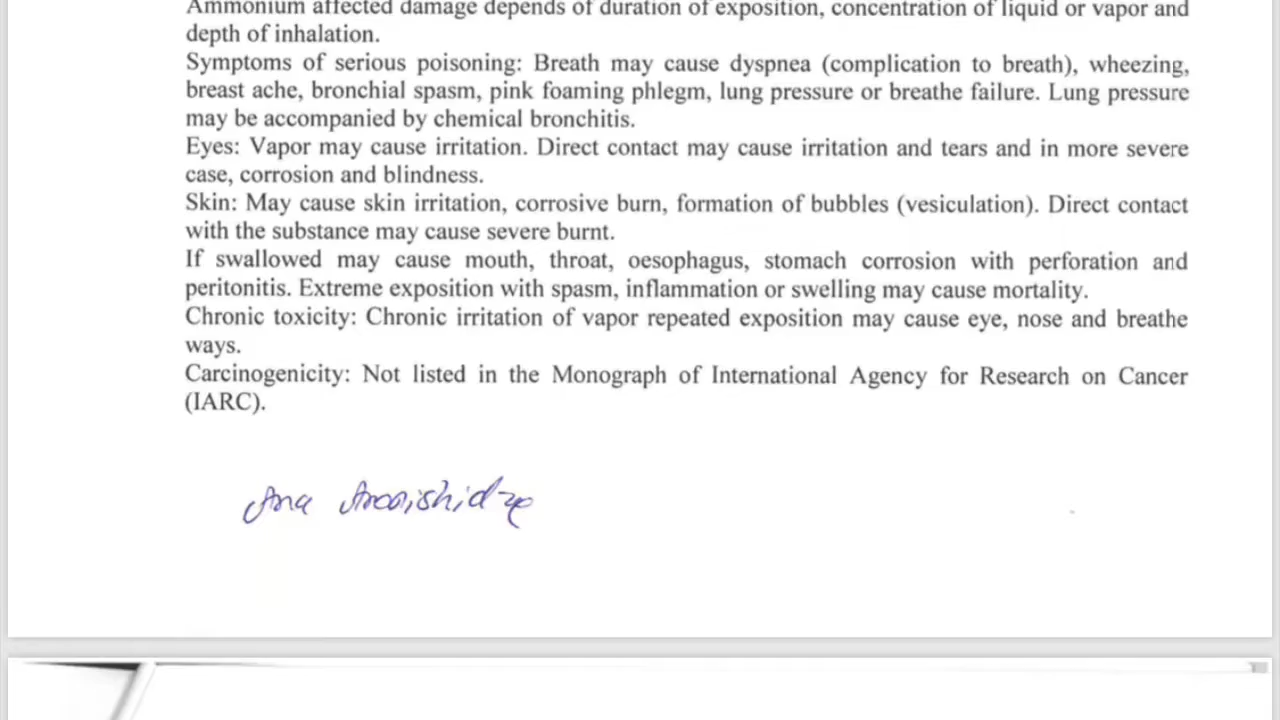 Ammonium affected damage depends of duration of exposition, concentration of liquid or vapor and
depth of inhalation.
Symptoms of serious poisoning: Breath may cause dyspnea (complication to breath), wheezing,
breast ache, bronchial spasm, pink foaming phlegm, lung pressure or breathe failure. Lung pressure
may be accompanied by chemical bronchitis.
Eyes: Vapor may cause irritation. Direct contact may cause irritation and tears and in more severe
case, corrosion and blindness.
Skin: May cause skin irritation, corrosive burn, formation of bubbles (vesiculation). Direct contact
with the substance may cause severe burnt.
If swallowed may cause mouth, throat, oesophagus, stomach corrosion with perforation and
peritonitis. Extreme exposition with spasm, inflammation or swelling may cause mortality.
Chronic toxicity: Chronic irritation of vapor repeated exposition may cause eye, nose and breathe
ways.
Carcinogenicity: Not listed in the Monograph of International Agency for Research on Cancer
(IARC).
Ana